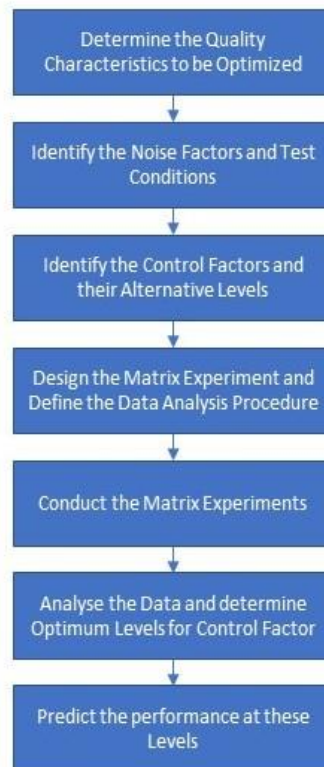 Determine the Quality
Characteristics to be Optimized
Identify the Noise Factors and Test
Conditions
Identify the Control Factors and
their Alternative Levels
Design the Matrix Experiment and
Define the Data Analysis Procedure
Conduct the Matrix Experiments
Analyse the Data and determine
Optimum Levels for Control Factor
Predict the performance at these
Levels